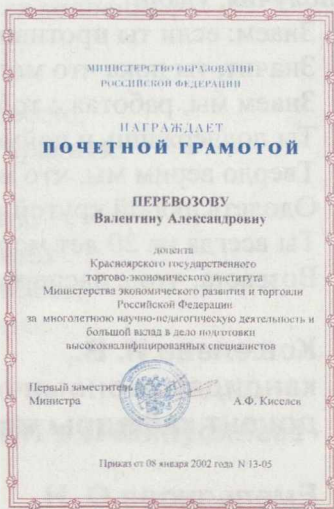 МИНИСТЕРСТВО ОБРАЗОВАНИЯ
РОССИЙСКОЙ ФЕДЕРАЦИИ
НАГРАЖДАЕТ
ПОЧЕТНОЙ ГРАМОТОЙ
ПЕРЕВОЗОВУ
Валентину Александровну
доцента
Красноярского государственного
торгово-экономического института
Министерства экономического развития и торговли
Российской Федерации
за многолетнюю научно-педагогическую деятельность и
большой вклад в дело подготовки
высококвалифицированных специалистов
Первый заместитель
Министра
А.Ф. Киселев
Приказ от 08 января 2002 года N 13-05